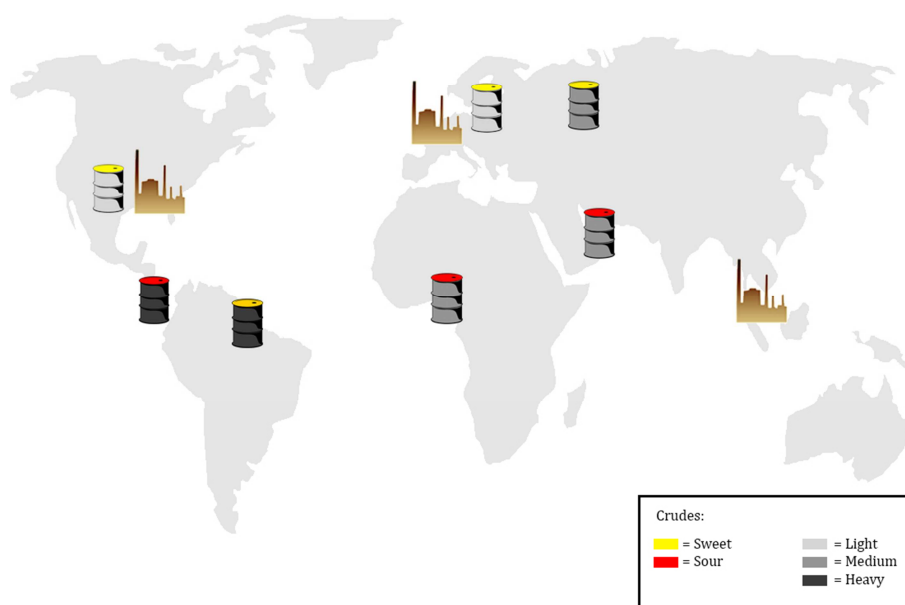 Crudes:
= Sweet = Light
= Sour = Medium
= Heavy